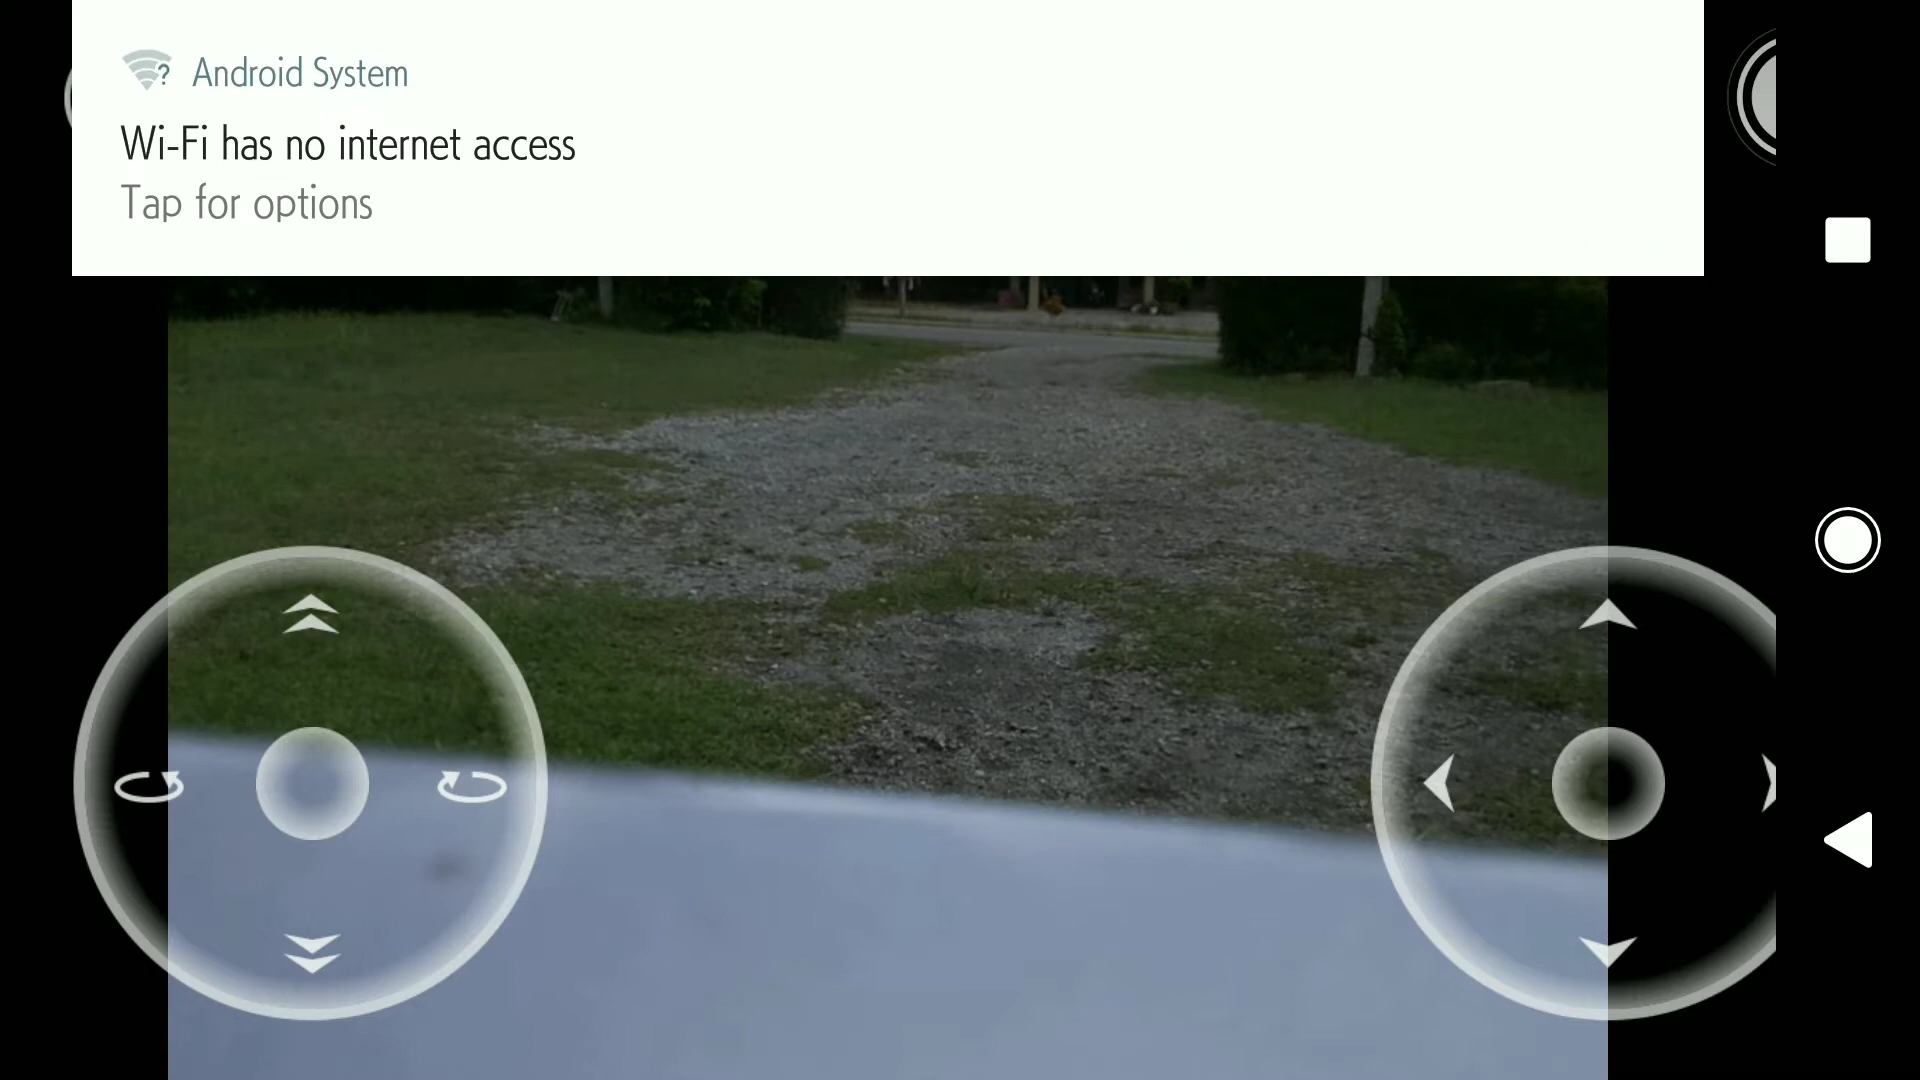 Android System
Wi-Fi has no internet access
Tap for options